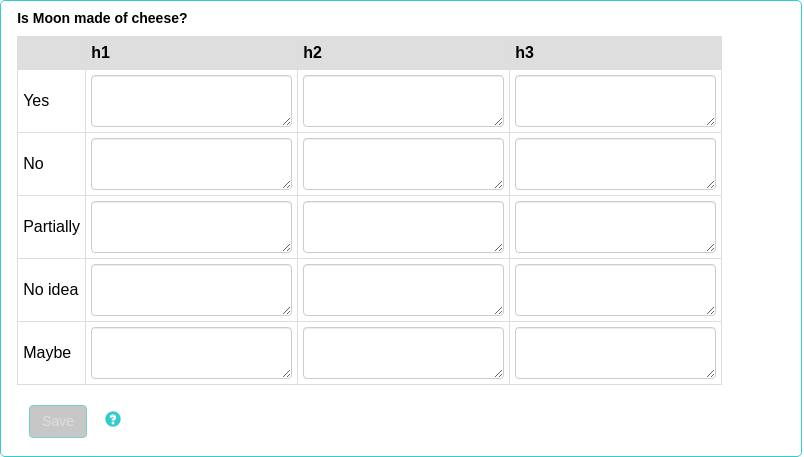 Is Moon made of cheese?
h1 h2 h3
Yes
No
Partially
No idea
Maybe
Save ?